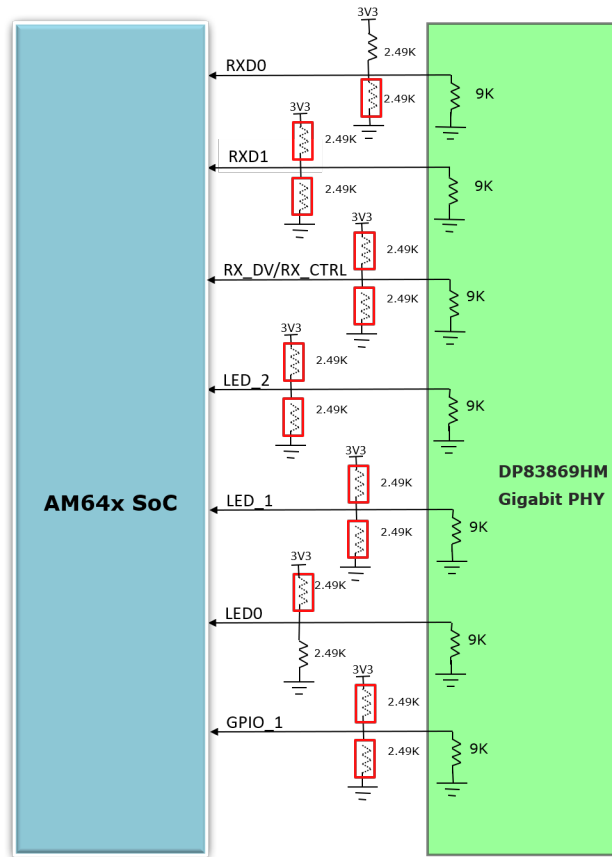 3V3
2.49K
RXD0
2.49K
9K
3V3
2.49K
RXD1
2.49K
9K
3V3
2.49K
RX_DV/RX_CTRL
2.49K
9K
3V3
2.49K
LED_2
2.49K
9K
3V3
2.49K
AM64x SoC
DP83869HM
Gigabit PHY
LED_1
2.49K
9K
3V3
2.49K
LED0
2.49K
9K
3V3
2.49K
GPIO_1
2.49K
9K